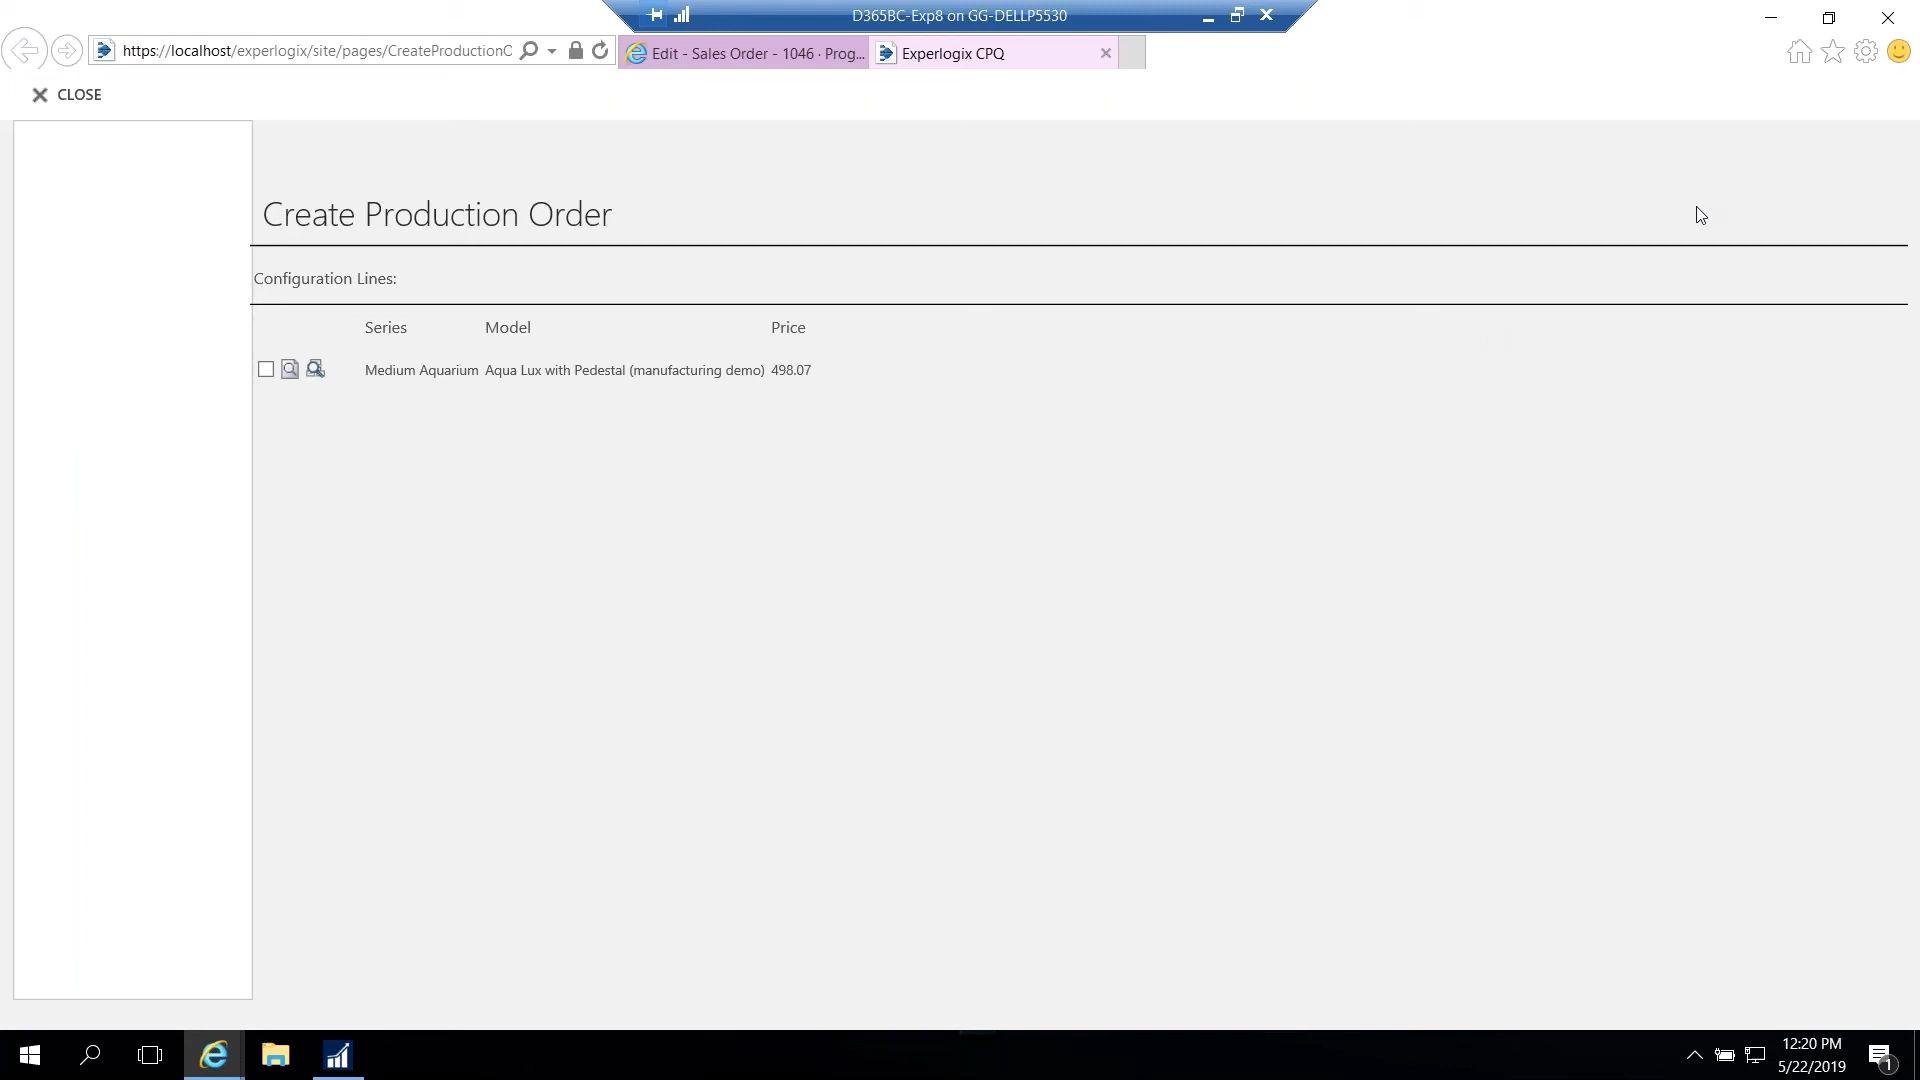 D365BC-Exp8 on GG-DELLP5530
https://localhost/experlogix/site/pages/CreateProductionO
Edit - Sales Order - 1046 · Prog...
Experlogix CPQ
CLOSE
Create Production Order
Configuration Lines:
Series Model Price
Medium Aquarium Aqua Lux with Pedestal (manufacturing demo) 498.07
12:20 PM
5/22/2019
1